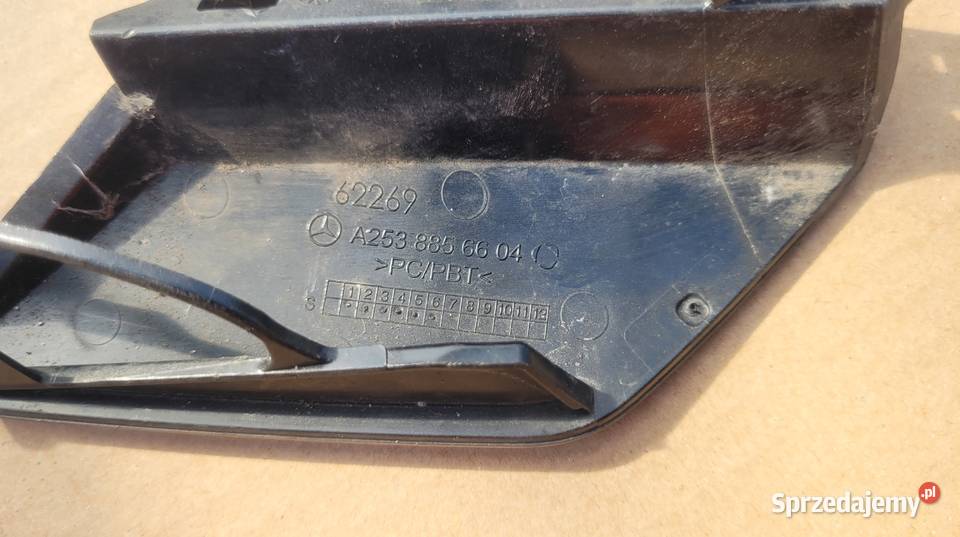 62269
A253 885 66 04
>PC/PBT<
1 2 3 4 5 6 7 8 9 10 11 12
S
Sprzedajemy.pl